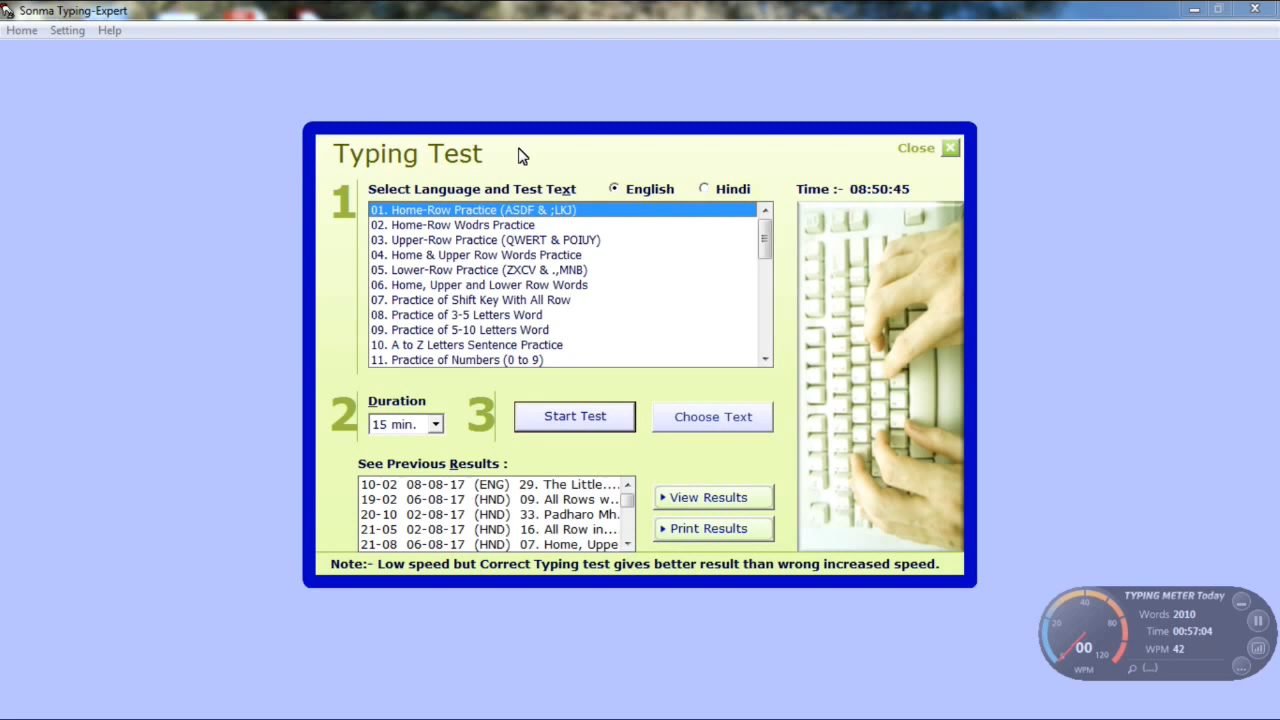 Sonma Typing-Expert
Home Setting Help
Typing Test
Close
1
Select Language and Test Text
English
Hindi
Time :- 08:50:45
01. Home-Row Practice (ASDF & ;LKJ)
02. Home-Row Wodrs Practice
03. Upper-Row Practice (QWERT & POIUY)
04. Home & Upper Row Words Practice
05. Lower-Row Practice (ZXCV & .,MNB)
06. Home, Upper and Lower Row Words
07. Practice of Shift Key With All Row
08. Practice of 3-5 Letters Word
09. Practice of 5-10 Letters Word
10. A to Z Letters Sentence Practice
11. Practice of Numbers (0 to 9)
2
Duration
15 min.
3
Start Test
Choose Text
See Previous Results :
10-02 08-08-17 (ENG) 29. The Little....
19-02 06-08-17 (HND) 09. All Rows w..
20-10 02-08-17 (HND) 33. Padharo Mh.
21-05 02-08-17 (HND) 16. All Row in...
21-08 06-08-17 (HND) 07. Home, Uppe
View Results
Print Results
Note:- Low speed but Correct Typing test gives better result than wrong increased speed.
TYPING METER Today
Words 2010
Time 00:57:04
WPM 42
(...)
20 40 80 120
00
WPM